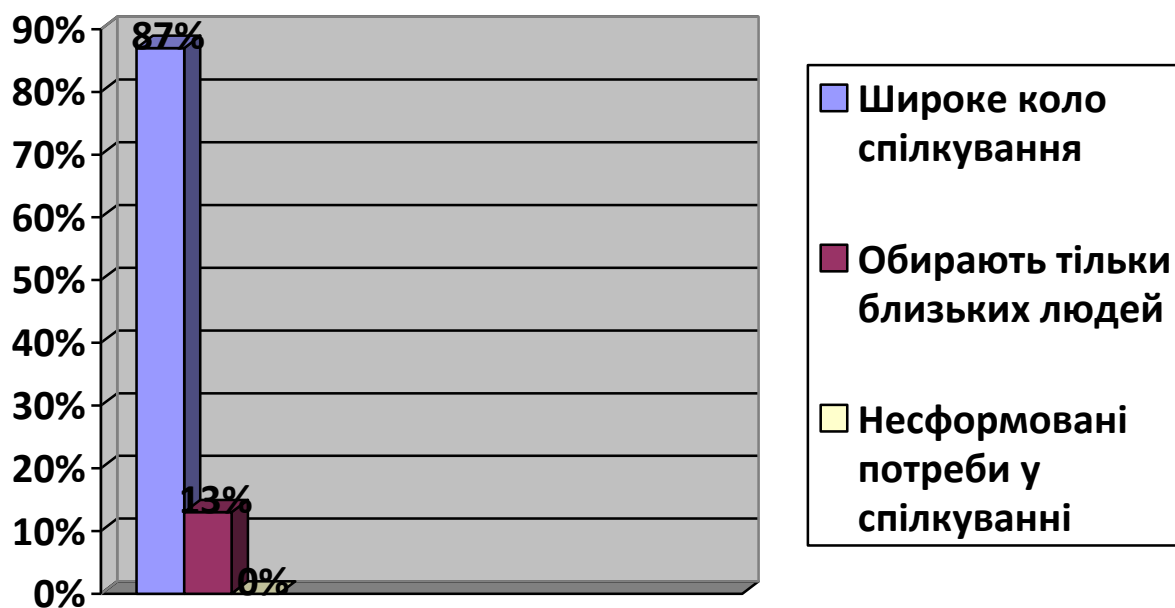 90%
80%
70%
60%
50%
40%
30%
20%
10%
0%
87%
13%
0%
Широке коло
спілкування
Обирають тільки
близьких людей
Несформовані
потреби у
спілкуванні